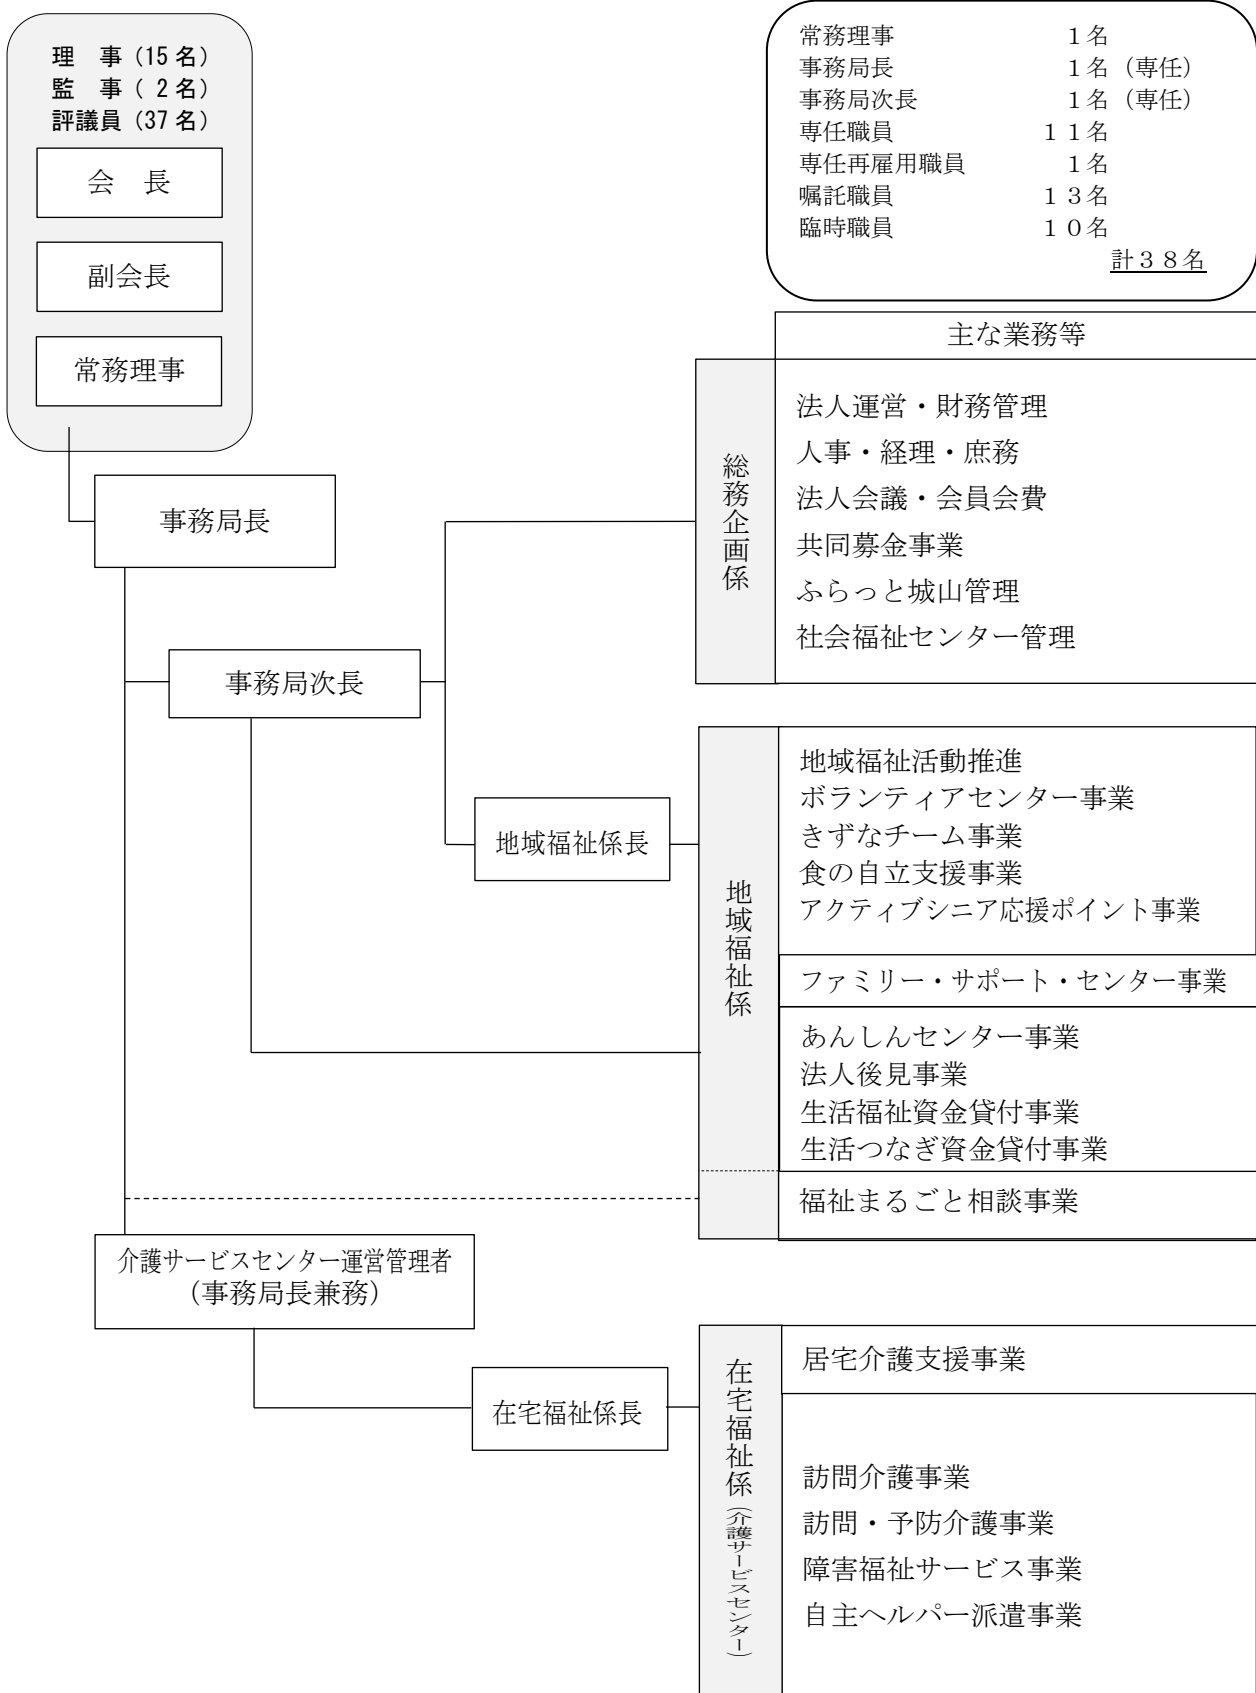 理　事（15 名）
監　事（ 2 名）
評議員（37 名）
会　長
副会長
常務理事
常務理事　１名
事務局長　１名（専任）
事務局次長　１名（専任）
専任職員　１１名
専任再雇用職員　１名
嘱託職員　１３名
臨時職員　１０名
計３８名
主な業務等
総務企画係
法人運営・財務管理
人事・経理・庶務
法人会議・会員会費
共同募金事業
ふらっと城山管理
社会福祉センター管理
事務局長
事務局次長
地域福祉係長
地域福祉係
地域福祉活動推進
ボランティアセンター事業
きずなチーム事業
食の自立支援事業
アクティブシニア応援ポイント事業
ファミリー・サポート・センター事業
あんしんセンター事業
法人後見事業
生活福祉資金貸付事業
生活つなぎ資金貸付事業
福祉まるごと相談事業
介護サービスセンター運営管理者
（事務局長兼務）
在宅福祉係長
在宅福祉係（介護サービスセンター）
居宅介護支援事業
訪問介護事業
訪問・予防介護事業
障害福祉サービス事業
自主ヘルパー派遣事業